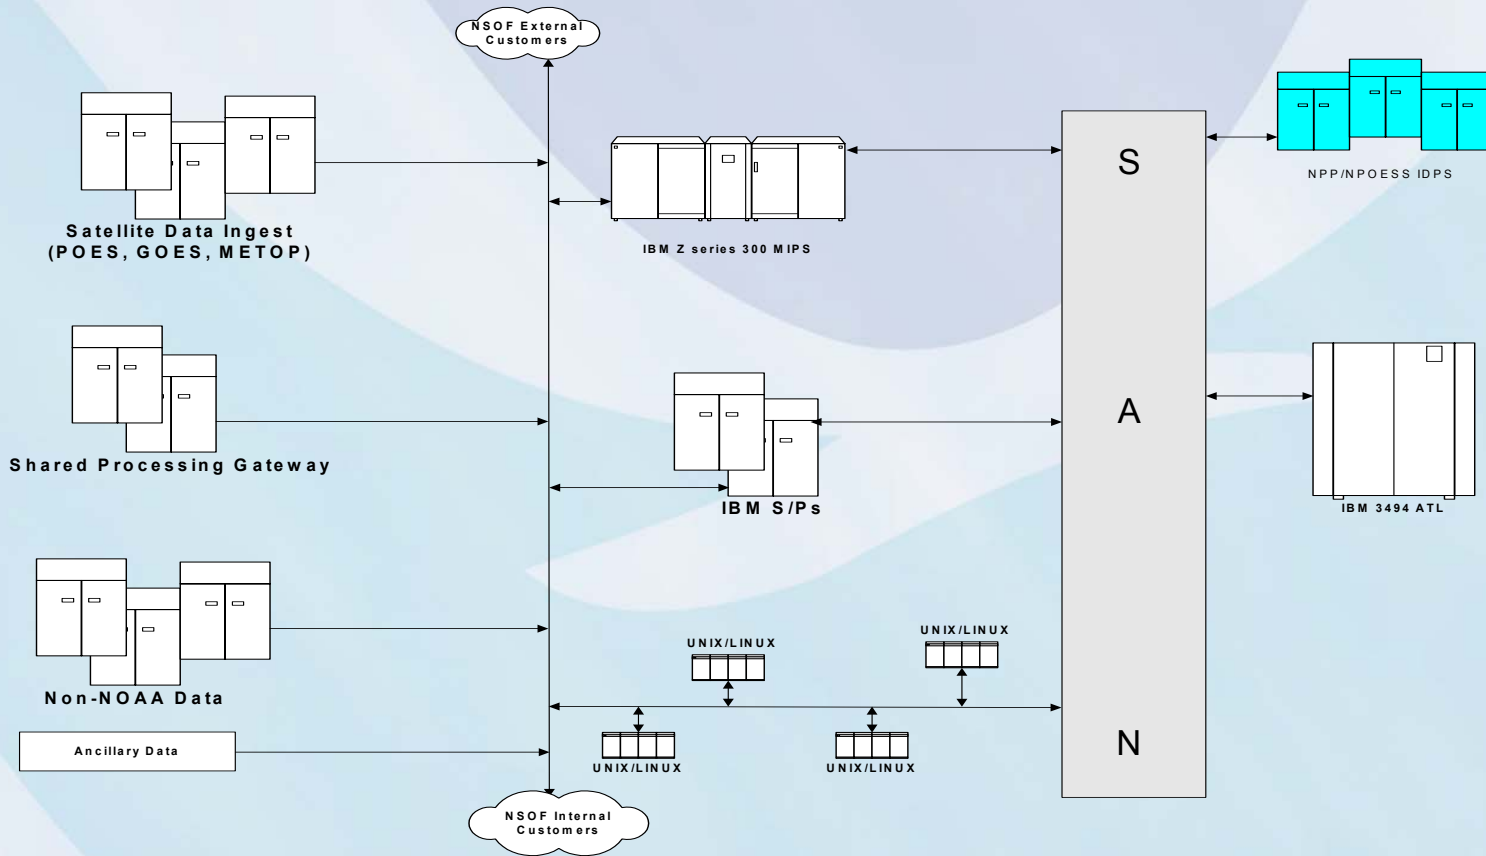 NSOF External
Customers
Satellite Data Ingest
(POES, GOES, METOP)
IBM Z series 300 MIPS
S
NPP/NPOESS IDPS
Shared Processing Gateway
IBM S/Ps
A
IBM 3494 ATL
Non-NOAA Data
UNIX/LINUX
UNIX/LINUX
Ancillary Data
UNIX/LINUX
UNIX/LINUX
N
NSOF Internal
Customers